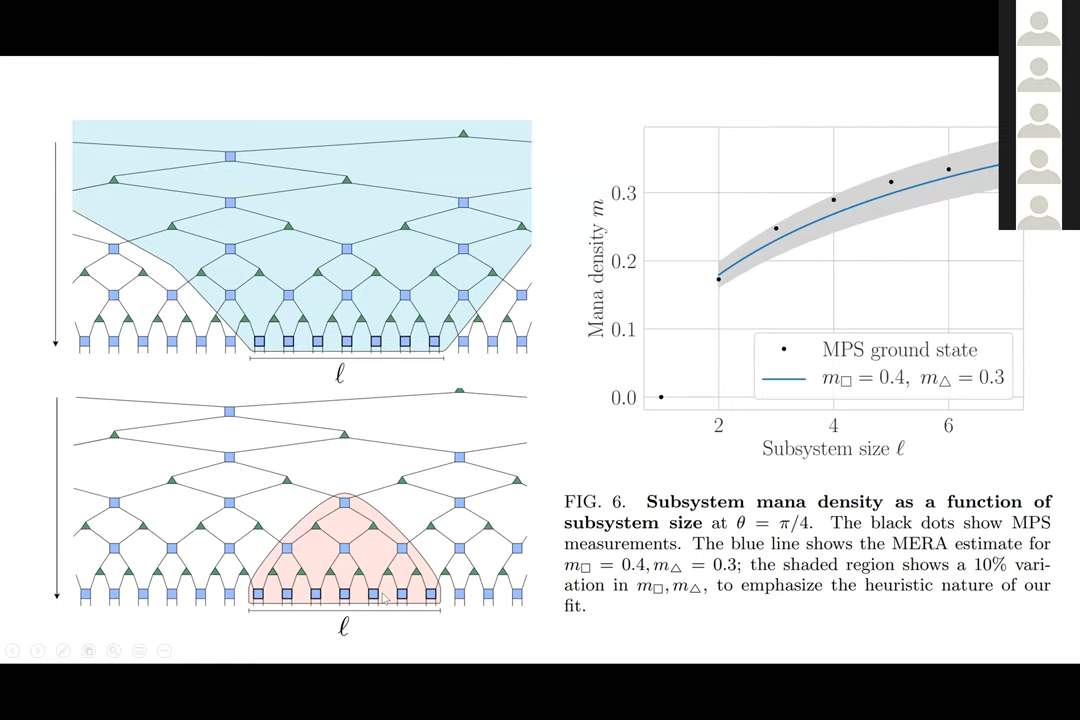 ℓ
ℓ
Mana density m
0.3
0.2
0.1
0.0
MPS ground state
m□ = 0.4, m△ = 0.3
2
4
6
Subsystem size ℓ
FIG. 6. Subsystem mana density as a function of
subsystem size at θ = π/4. The black dots show MPS
measurements. The blue line shows the MERA estimate for
m□ = 0.4, m△ = 0.3; the shaded region shows a 10% vari-
ation in m□, m△, to emphasize the heuristic nature of our
fit.